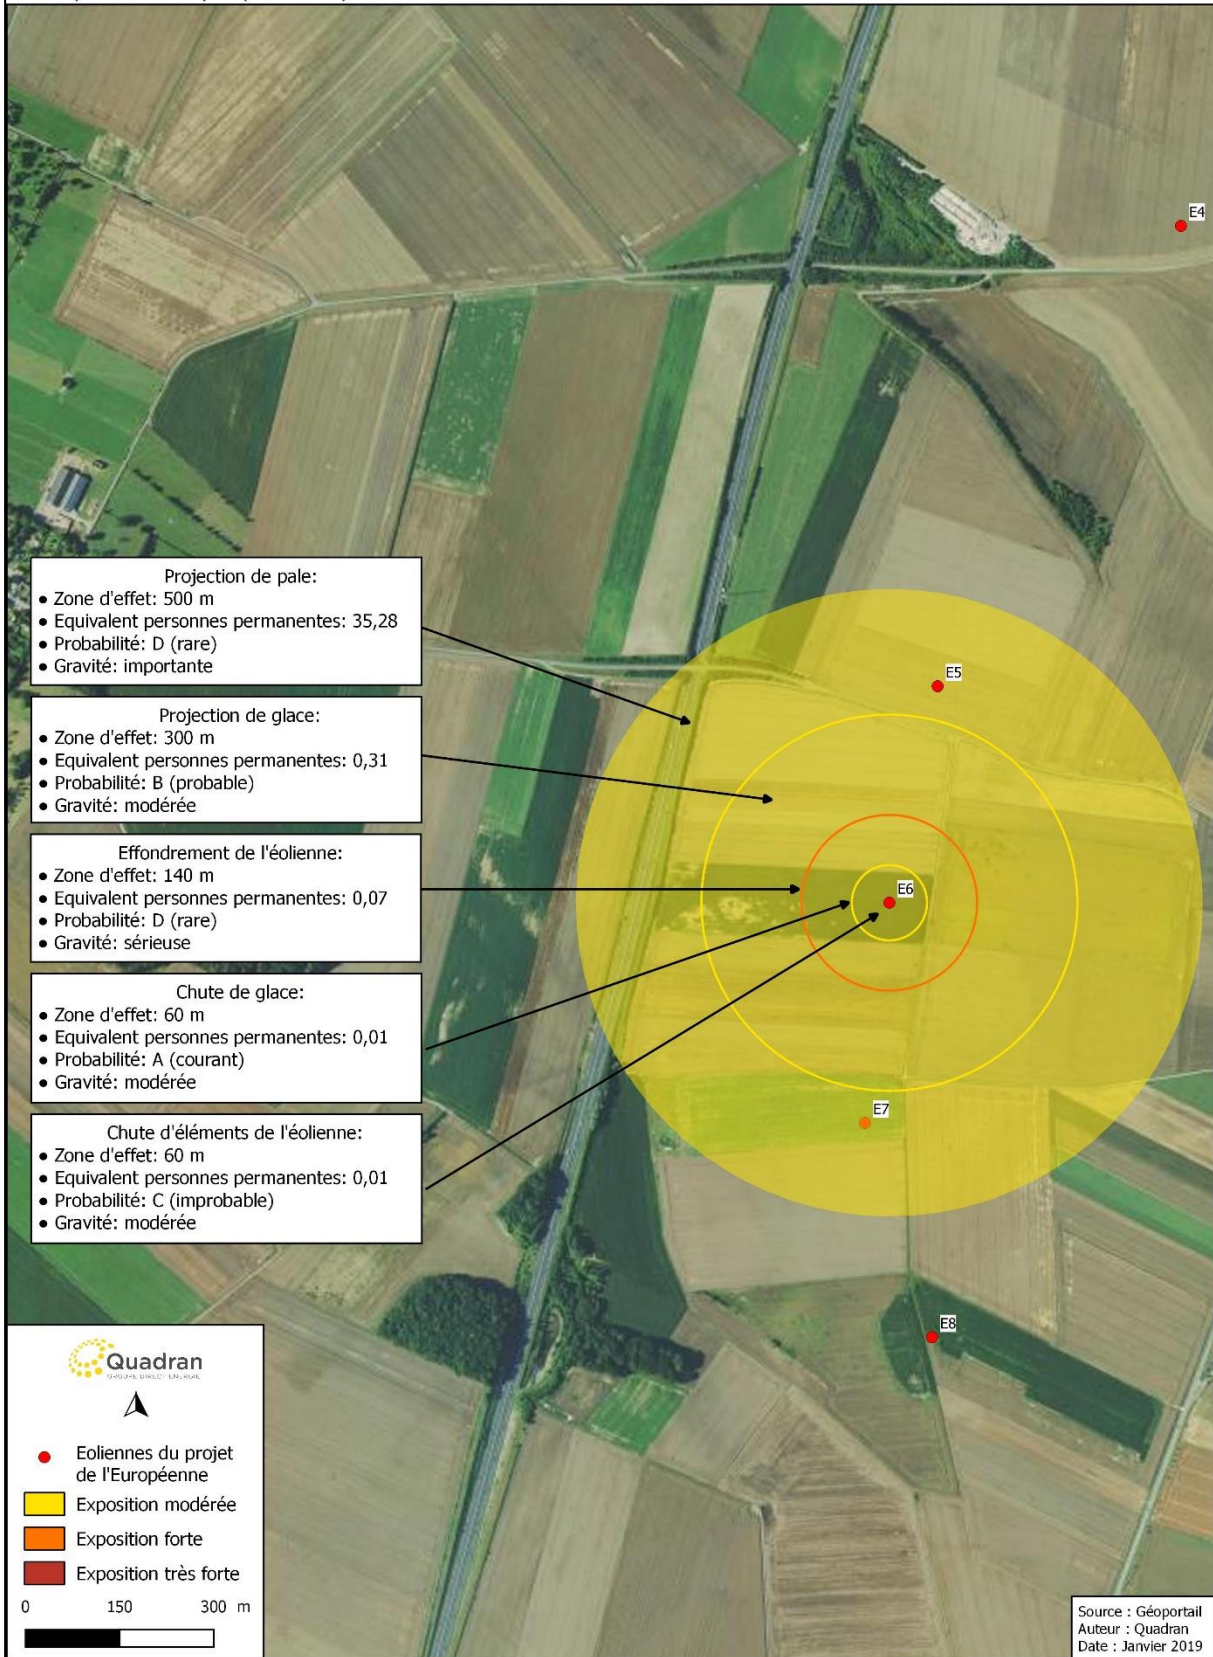 E4
Projection de pale:
• Zone d'effet: 500 m
• Equivalent personnes permanentes: 35,28
• Probabilité: D (rare)
• Gravité: importante
E5
Projection de glace:
• Zone d'effet: 300 m
• Equivalent personnes permanentes: 0,31
• Probabilité: B (probable)
• Gravité: modérée
Effondrement de l'éolienne:
• Zone d'effet: 140 m
• Equivalent personnes permanentes: 0,07
• Probabilité: D (rare)
• Gravité: sérieuse
E6
Chute de glace:
• Zone d'effet: 60 m
• Equivalent personnes permanentes: 0,01
• Probabilité: A (courant)
• Gravité: modérée
Chute d'éléments de l'éolienne:
• Zone d'effet: 60 m
• Equivalent personnes permanentes: 0,01
• Probabilité: C (improbable)
• Gravité: modérée
E7
E8
Quadran
GROUPE DIRECT ENERGIE
Eoliennes du projet
de l'Européenne
Exposition modérée
Exposition forte
Exposition très forte
0 150 300 m
Source : Géoportail
Auteur : Quadran
Date : Janvier 2019